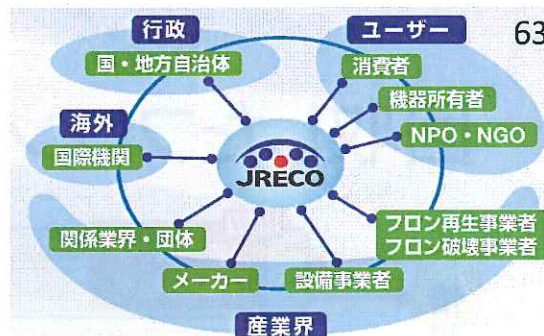 行政
ユーザー
63
国・地方自治体
消費者
機器所有者
海外
NPO・NGO
国際機関
JRECO
関係業界・団体
フロン再生事業者
フロン破壊事業者
メーカー
設備事業者
産業界